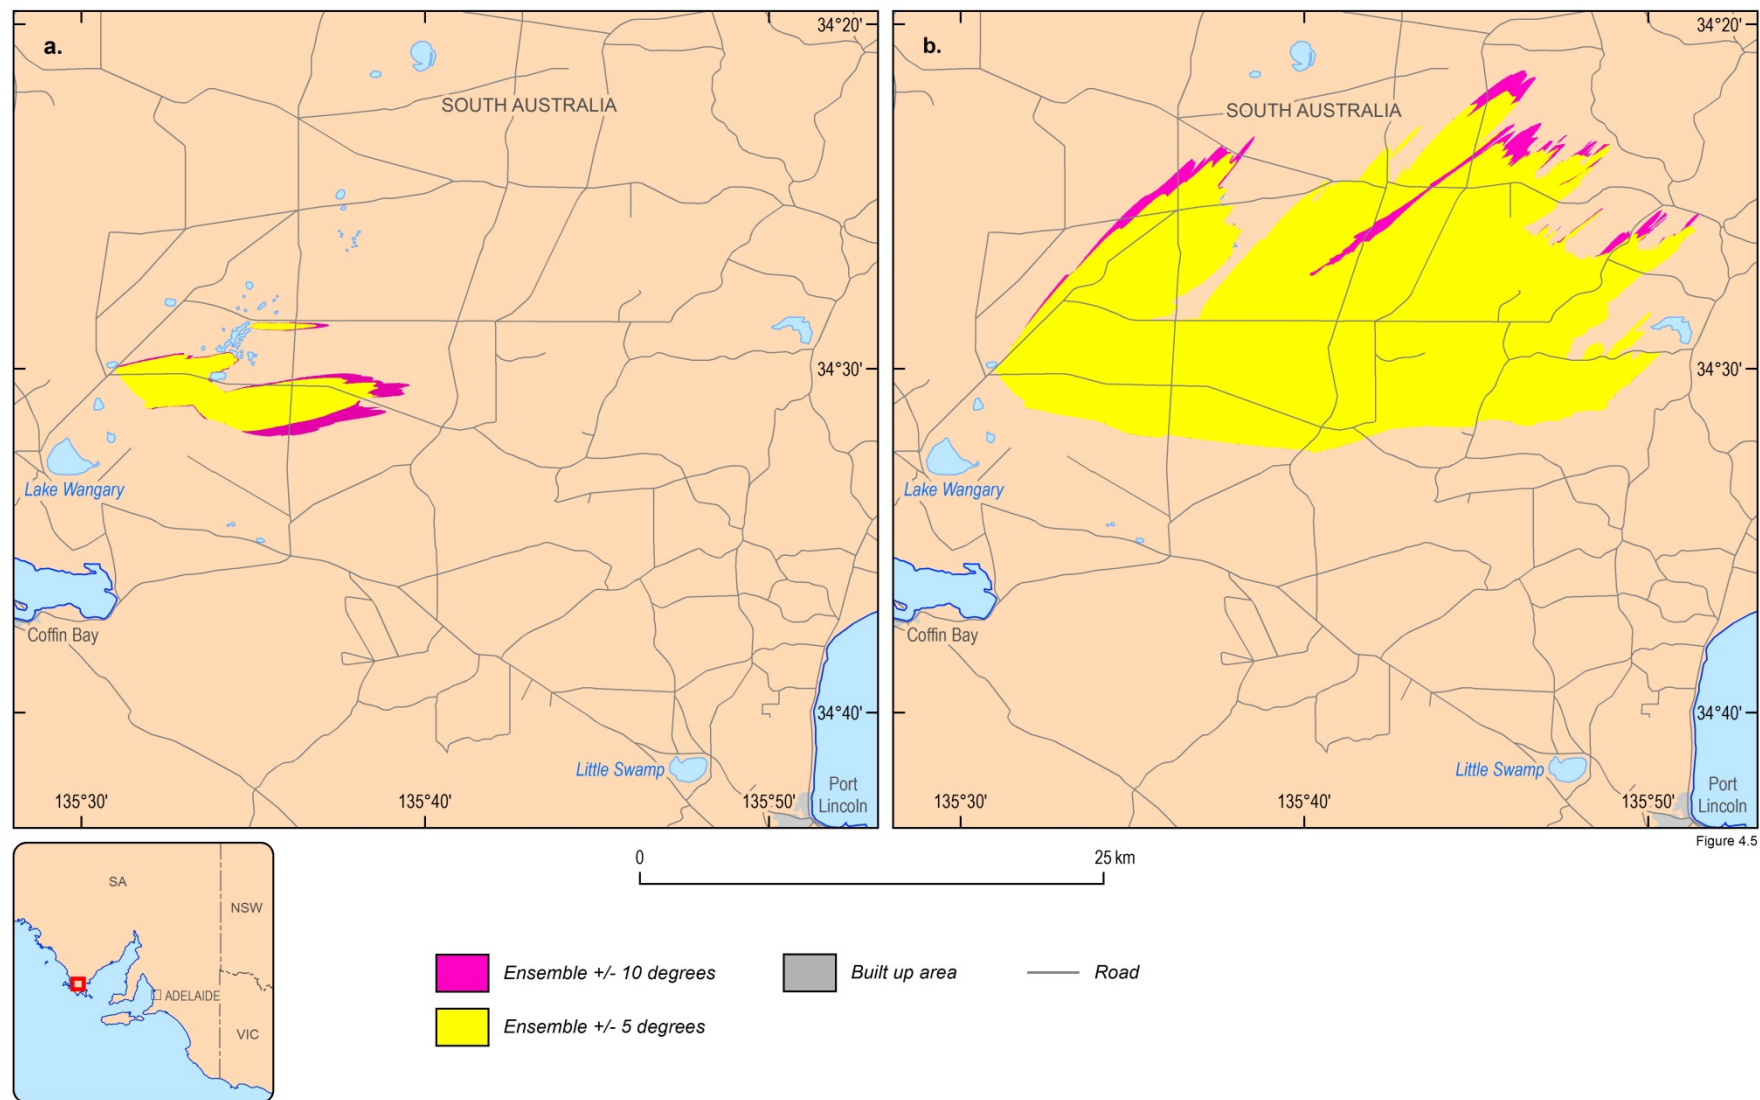 a.
34°20'
SOUTH AUSTRALIA
34°30'
Lake Wangary
Coffin Bay
34°40'
Little Swamp
Port
Lincoln
135°30'
135°40'
135°50'
b.
34°20'
SOUTH AUSTRALIA
34°30'
Lake Wangary
Coffin Bay
34°40'
Little Swamp
Port
Lincoln
135°30'
135°40'
135°50'
Figure 4.5
0 25 km
SA
NSW
ADELAIDE
VIC
Ensemble +/- 10 degrees
Built up area
Road
Ensemble +/- 5 degrees